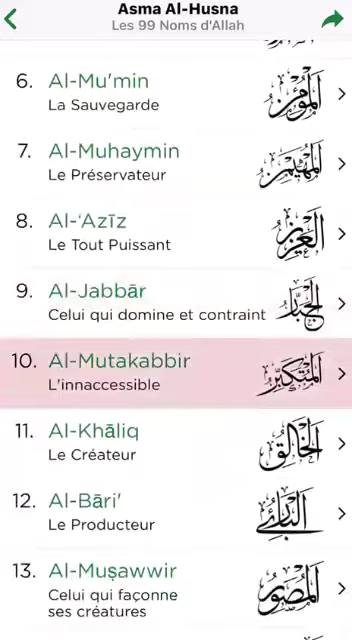 Asma Al-Husna
Les 99 Noms d'Allah
6. Al-Mu'min المؤمن
La Sauvegarde
7. Al-Muhaymin المهيمن
Le Préservateur
8. Al-‘Azīz العزيز
Le Tout Puissant
9. Al-Jabbār الجبار
Celui qui domine et contraint
10. Al-Mutakabbir المتكبر
L'innaccessible
11. Al-Khāliq الخالق
Le Créateur
12. Al-Bāri' البارئ
Le Producteur
13. Al-Muṣawwir المصور
Celui qui façonne
ses créatures